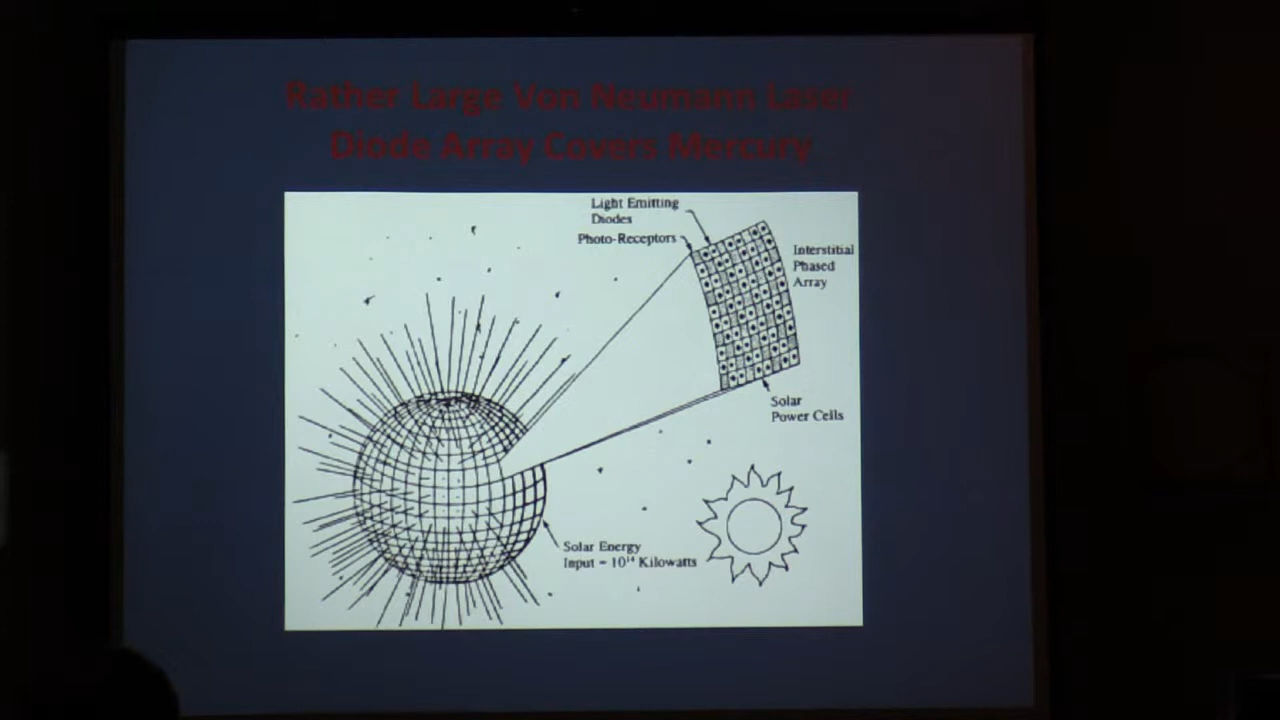 Rather Large Von Neumann Laser
Diode Array Covers Mercury
Light Emitting
Diodes
Photo-Receptors
Interstitial
Phased
Array
Solar
Power Cells
Solar Energy
Input = 10¹⁴ Kilowatts